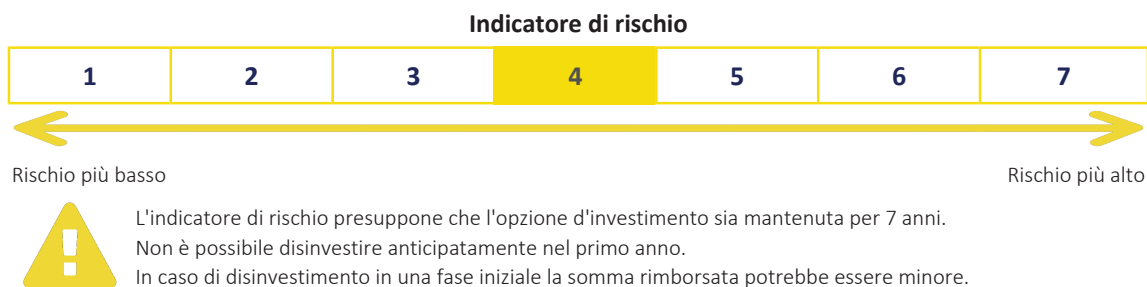 Indicatore di rischio
1 2 3 4 5 6 7
Rischio più basso Rischio più alto
L'indicatore di rischio presuppone che l'opzione d'investimento sia mantenuta per 7 anni.
Non è possibile disinvestire anticipatamente nel primo anno.
In caso di disinvestimento in una fase iniziale la somma rimborsata potrebbe essere minore.